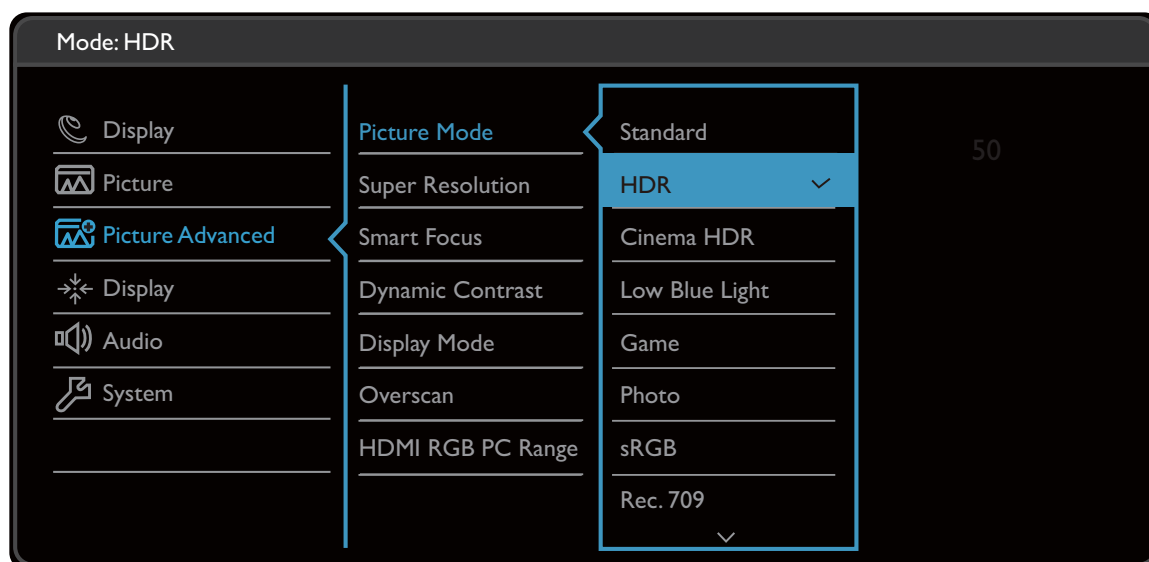 Mode: HDR
Display
Picture
Picture Advanced
Display
Audio
System
Picture Mode
Super Resolution
Smart Focus
Dynamic Contrast
Display Mode
Overscan
HDMI RGB PC Range
Standard
HDR
Cinema HDR
Low Blue Light
Game
Photo
sRGB
Rec. 709
50